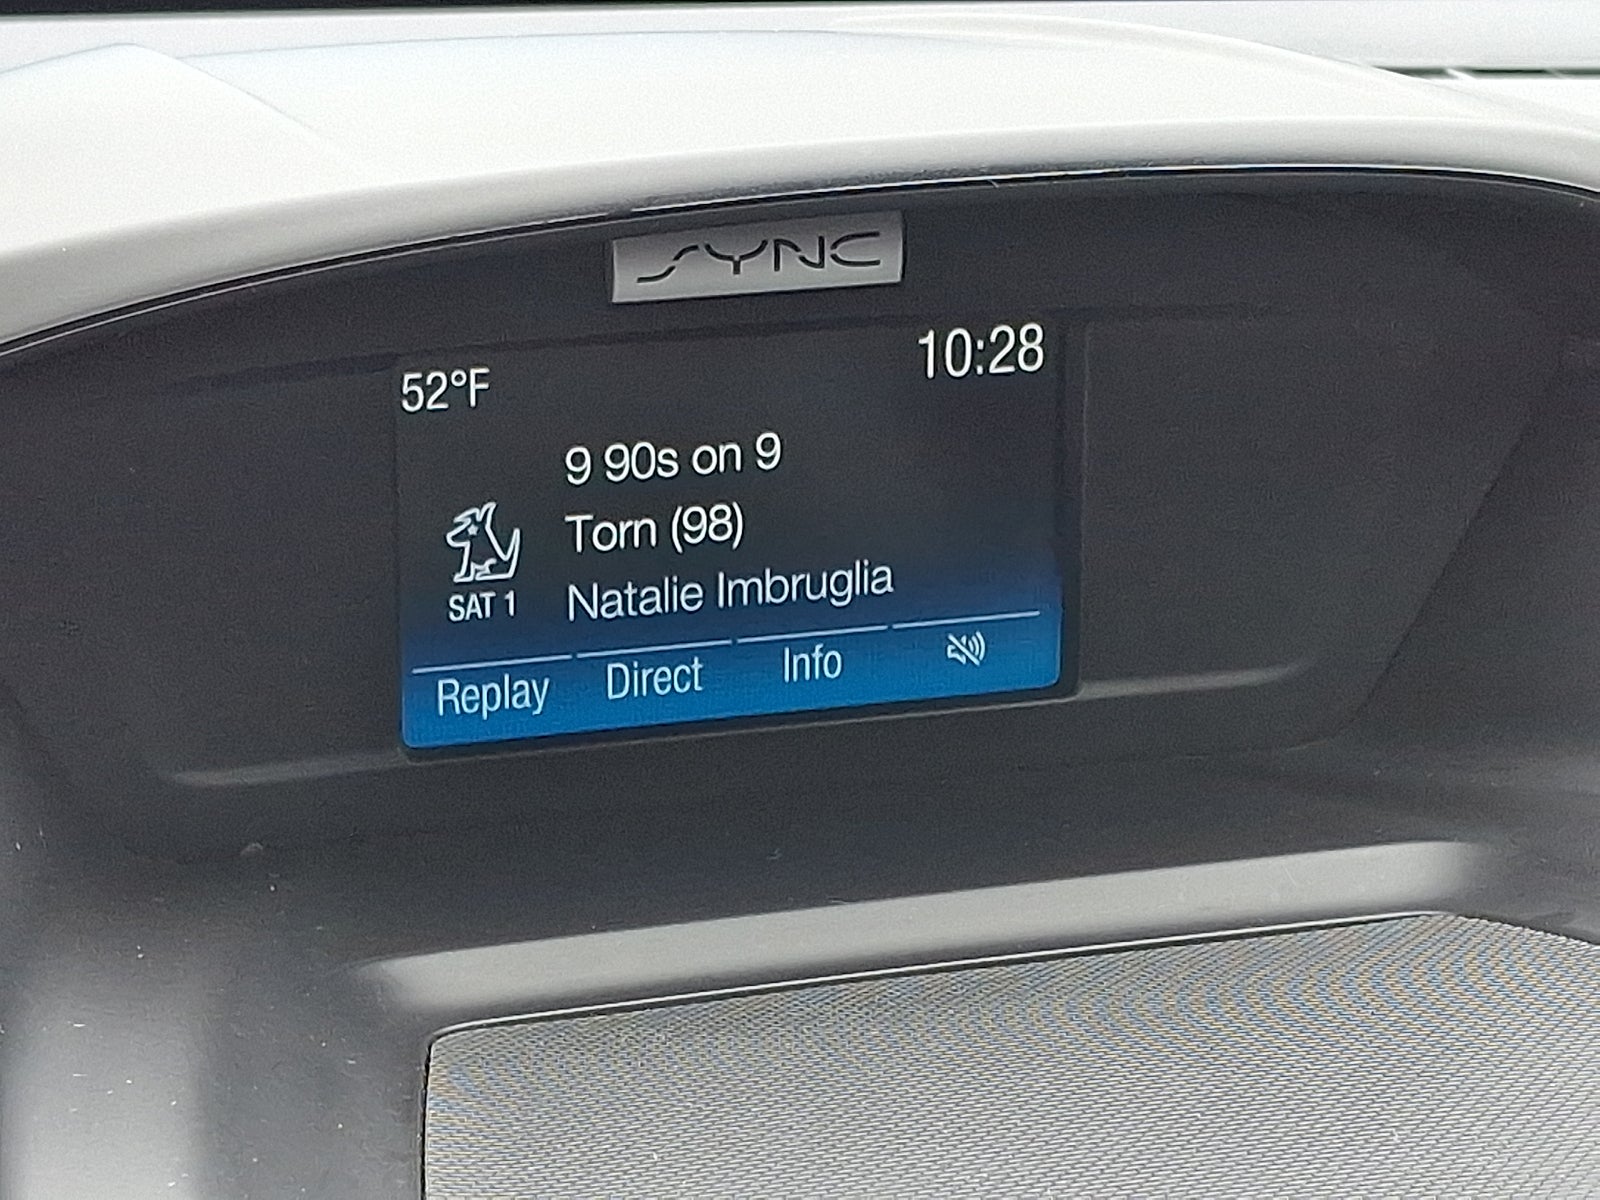 SYNC
52°F
10:28
9 90s on 9
Torn (98)
SAT 1
Natalie Imbruglia
Replay Direct Info